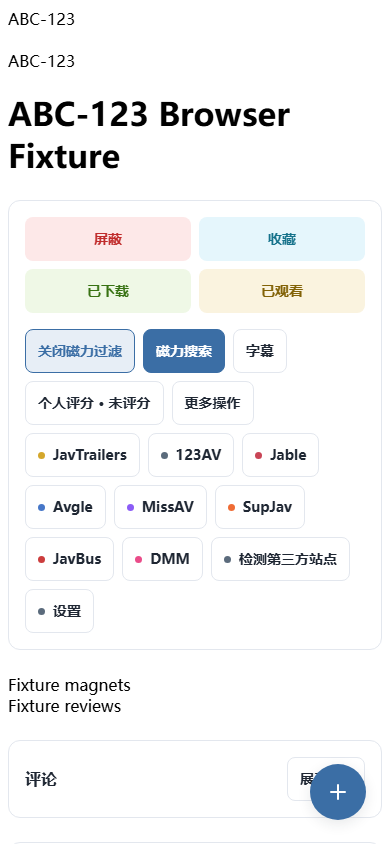 ABC-123
ABC-123
ABC-123 Browser
Fixture
屏蔽 收藏
已下载 已观看
关闭磁力过滤 磁力搜索 字幕
个人评分・未评分 更多操作
JavTrailers 123AV Jable
Avgle MissAV SupJav
JavBus DMM 检测第三方站点
设置
Fixture magnets
Fixture reviews
评论